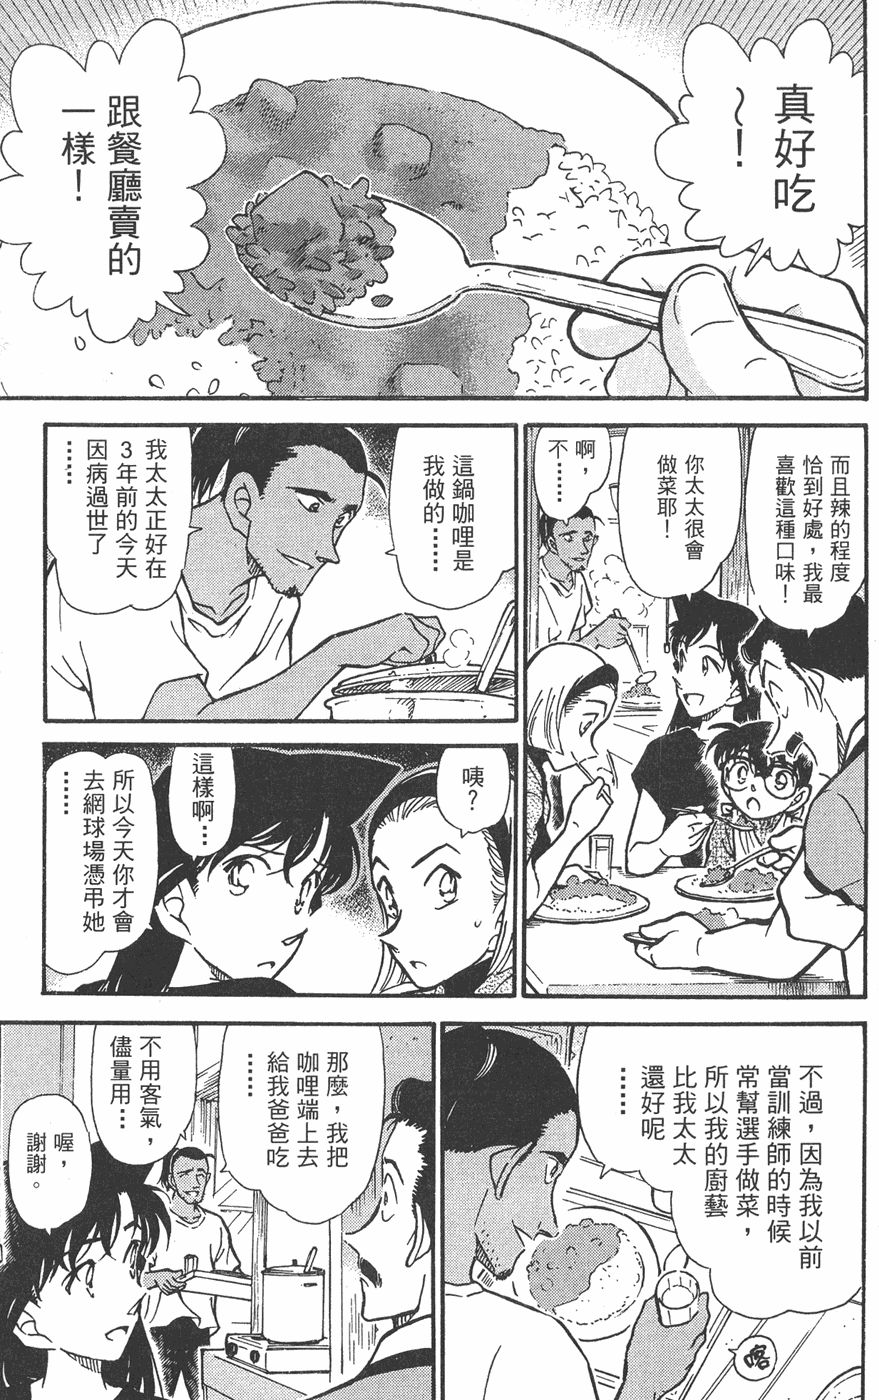 真好吃
～！
跟餐廳賣的
一樣！
而且辣的程度
恰到好處，我最
喜歡這種口味！
你太太很會
做菜耶！
啊，
不……
這鍋咖哩是
我做的……
我太太正好在
3年前的今天
因病過世了
……
咦？
這樣啊…
所以今天你才會
去網球場憑弔她
……
不過，因為我以前
當訓練師的時候
常幫選手做菜，
所以我的廚藝
比我太太
還好呢
……
喀
那麼，我把
咖哩端上去
給我爸爸吃
……
不用客氣，
儘量用…
喔，
謝謝。